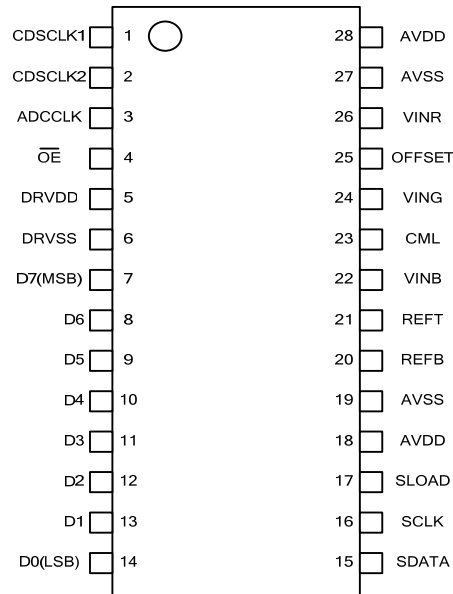 CDSCLK1 1 28 AVDD
CDSCLK2 2 27 AVSS
ADCCLK 3 26 VINR
O̅E̅ 4 25 OFFSET
DRVDD 5 24 VING
DRVSS 6 23 CML
D7(MSB) 7 22 VINB
D6 8 21 REFT
D5 9 20 REFB
D4 10 19 AVSS
D3 11 18 AVDD
D2 12 17 SLOAD
D1 13 16 SCLK
D0(LSB) 14 15 SDATA